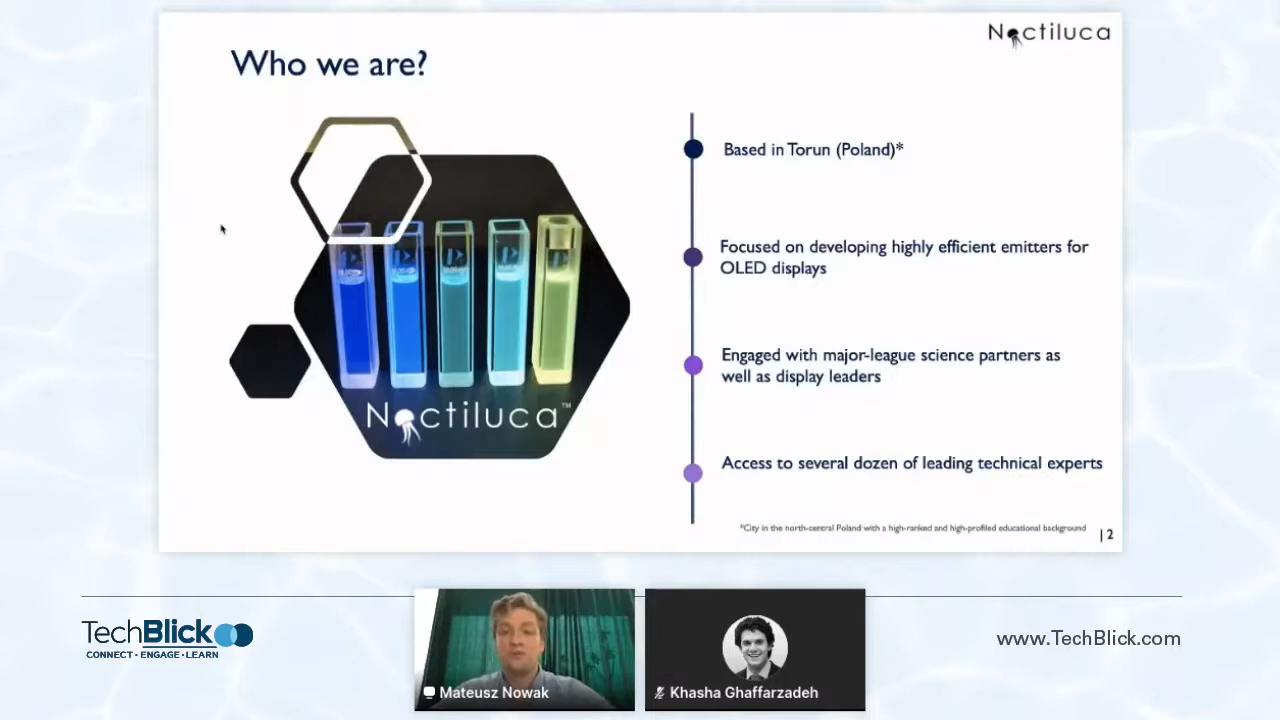 Noctiluca
Who we are?
Based in Torun (Poland)*
Focused on developing highly efficient emitters for
OLED displays
Engaged with major-league science partners as
well as display leaders
Noctiluca™
Access to several dozen of leading technical experts
*City in the north-central Poland with a high-ranked and high-profiled educational background
| 2
TechBlick
CONNECT · ENGAGE · LEARN
www.TechBlick.com
Mateusz Nowak
Khasha Ghaffarzadeh